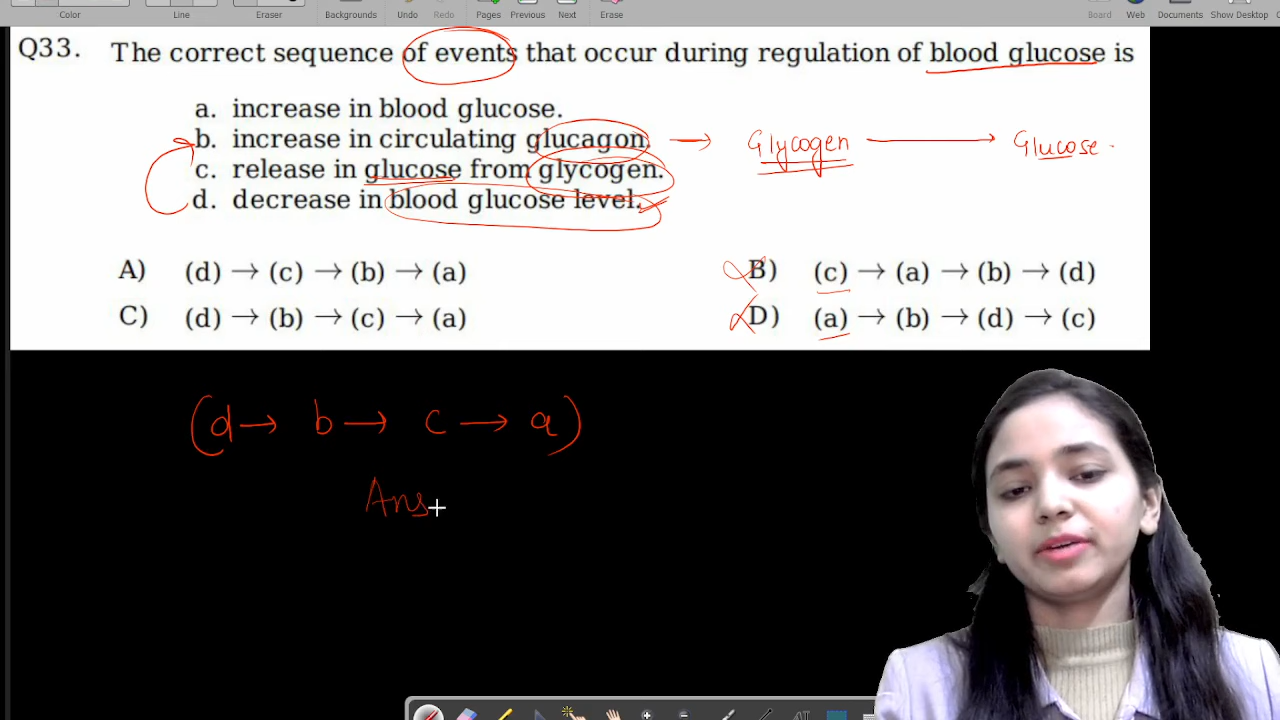 Color Line Eraser Backgrounds Undo Redo Pages Previous Next Erase Board Web Documents Show Desktop
Q33. The correct sequence of events that occur during regulation of blood glucose is
a. increase in blood glucose.
b. increase in circulating glucagon. → Glycogen → Glucose.
c. release in glucose from glycogen.
d. decrease in blood glucose level.
A) (d) → (c) → (b) → (a) B) (c) → (a) → (b) → (d)
C) (d) → (b) → (c) → (a) D) (a) → (b) → (d) → (c)
(d → b → c → a)
Ans